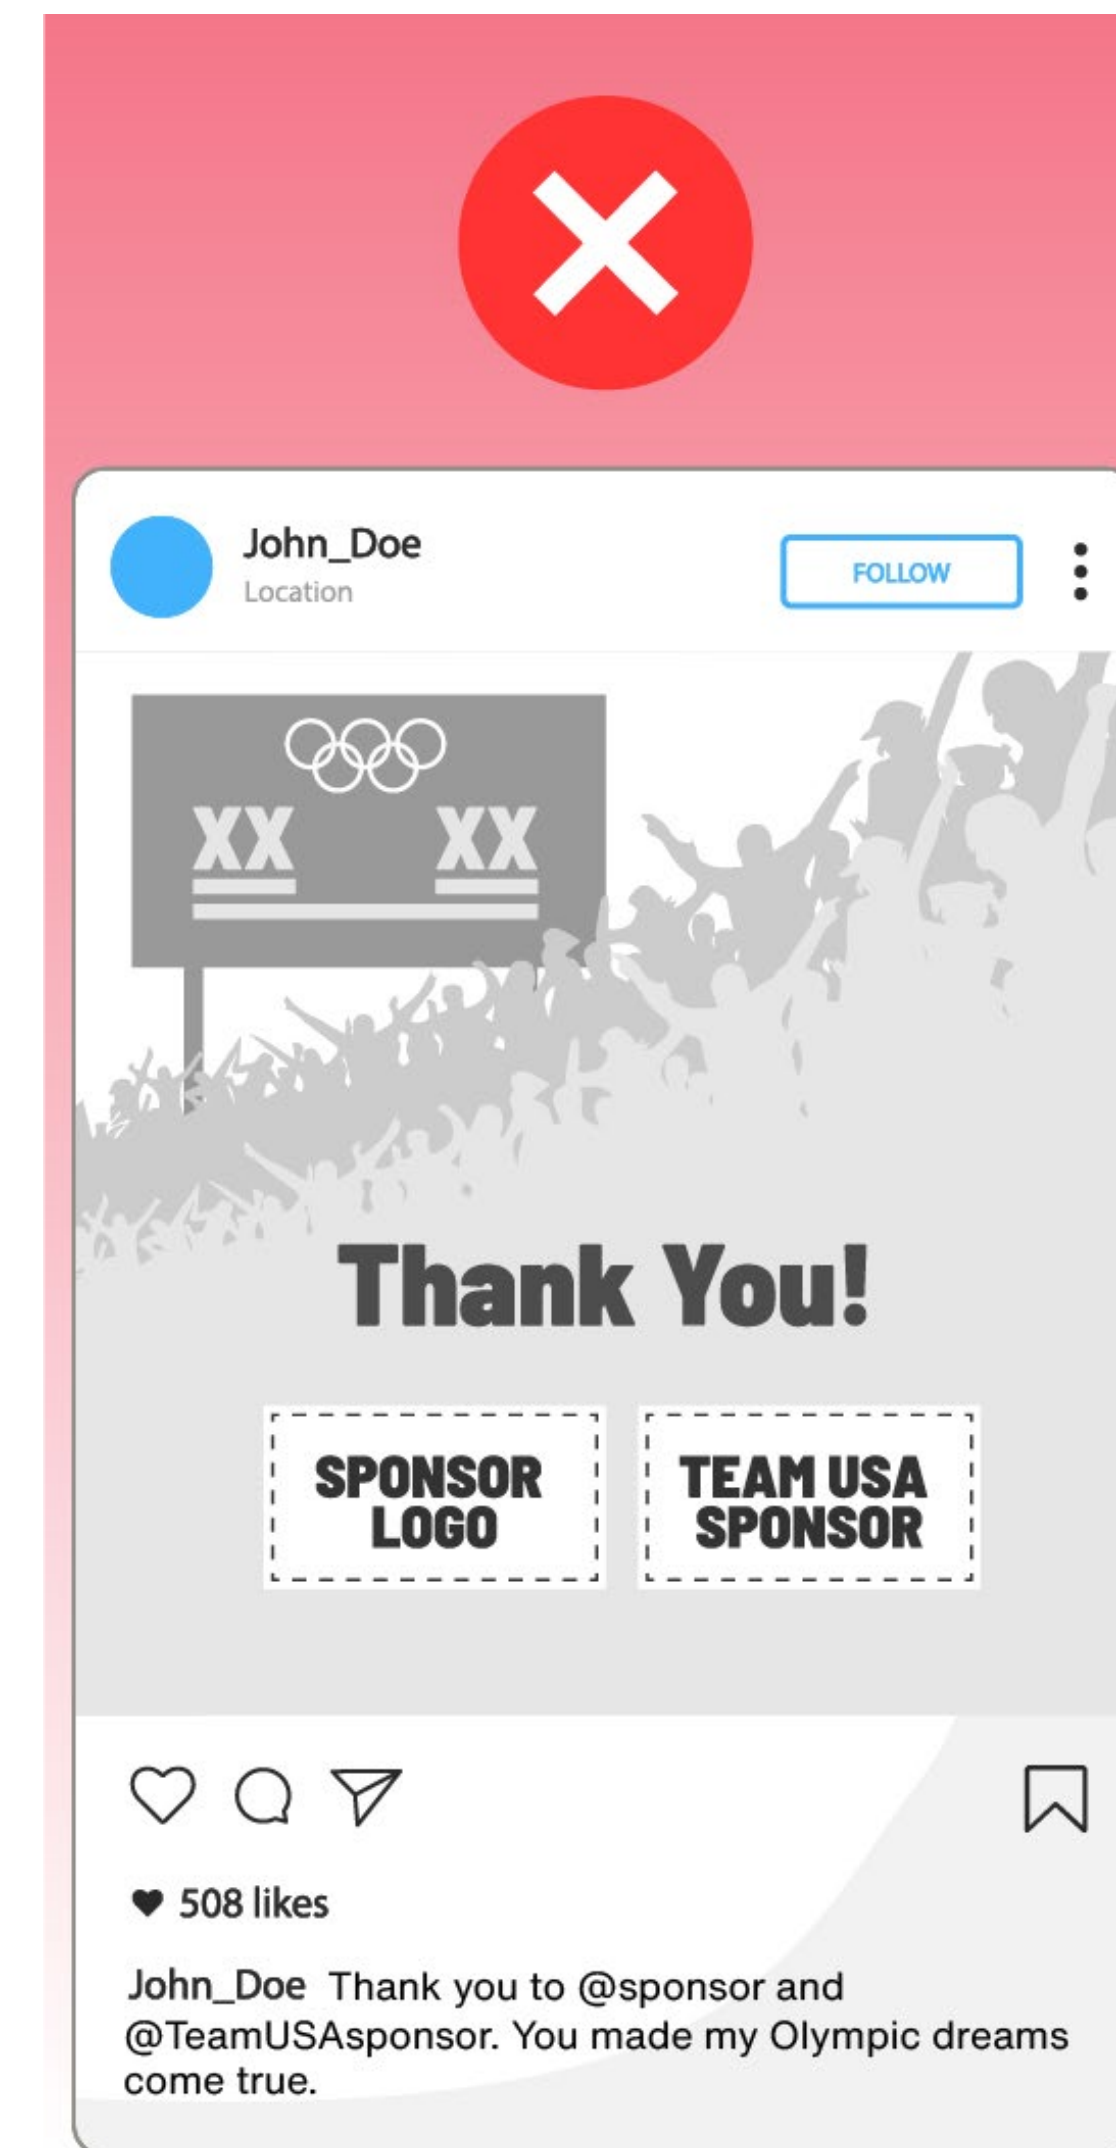 John_Doe
Location
FOLLOW
XX XX
Thank You!
SPONSOR
LOGO
TEAM USA
SPONSOR
508 likes
John_Doe Thank you to @sponsor and
@TeamUSAsponsor. You made my Olympic dreams
come true.